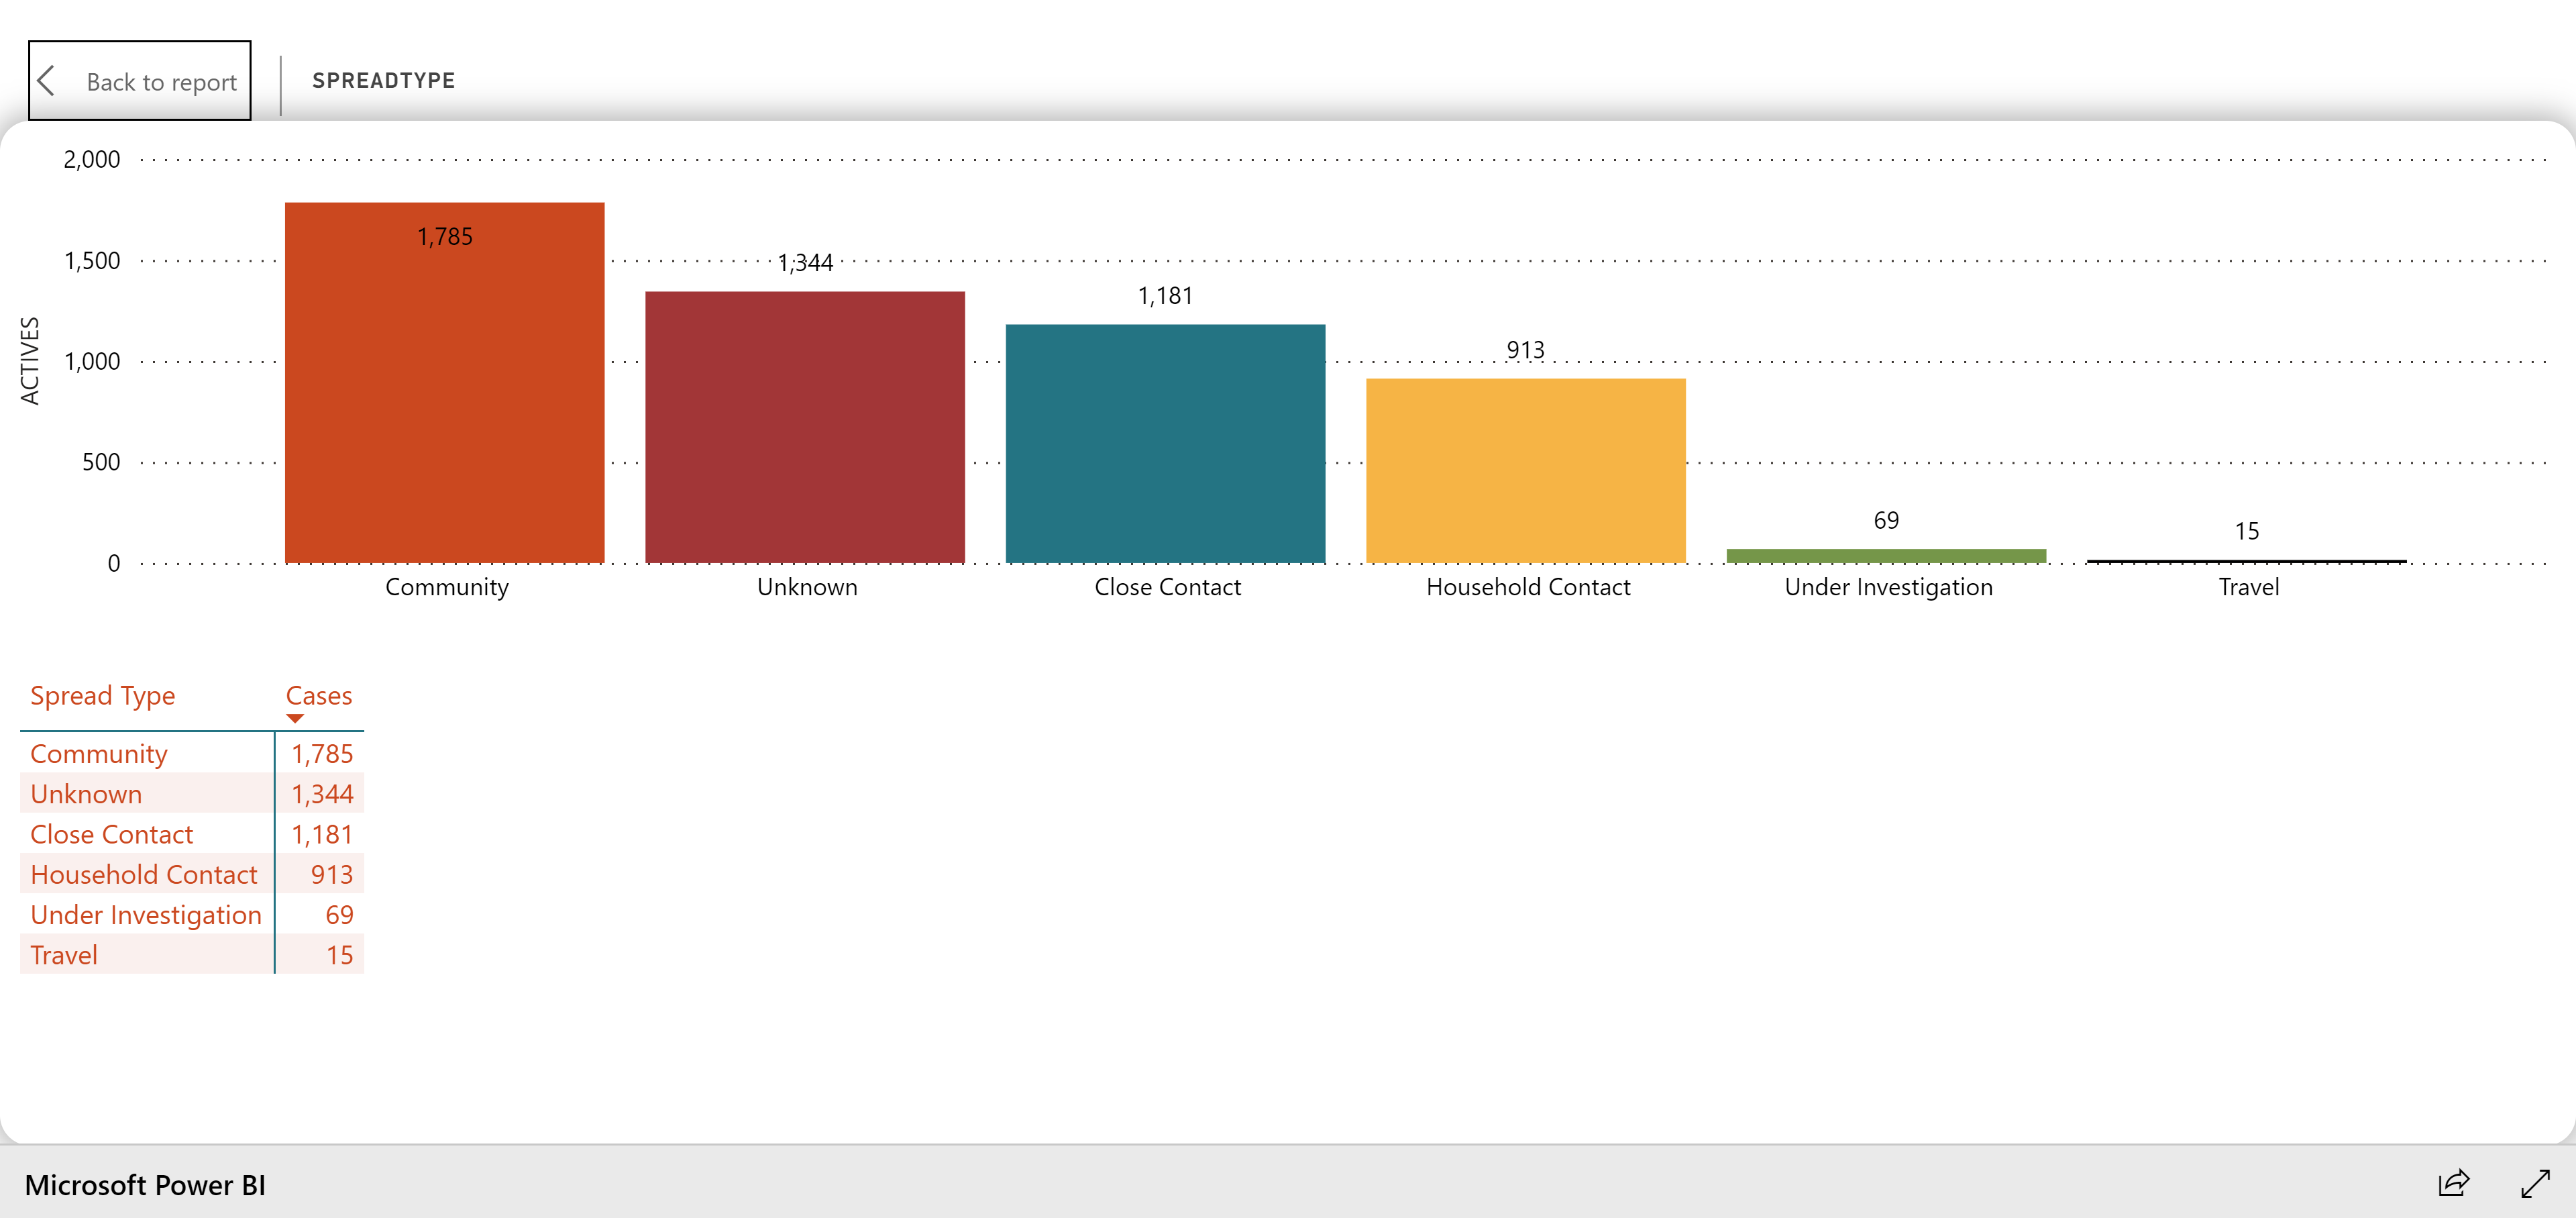 Back to report
SPREADTYPE
ACTIVES
2,000
1,500
1,000
500
0
1,785
1,344
1,181
913
69
15
Community Unknown Close Contact Household Contact Under Investigation Travel
Spread Type Cases
Community 1,785
Unknown 1,344
Close Contact 1,181
Household Contact 913
Under Investigation 69
Travel 15
Microsoft Power BI